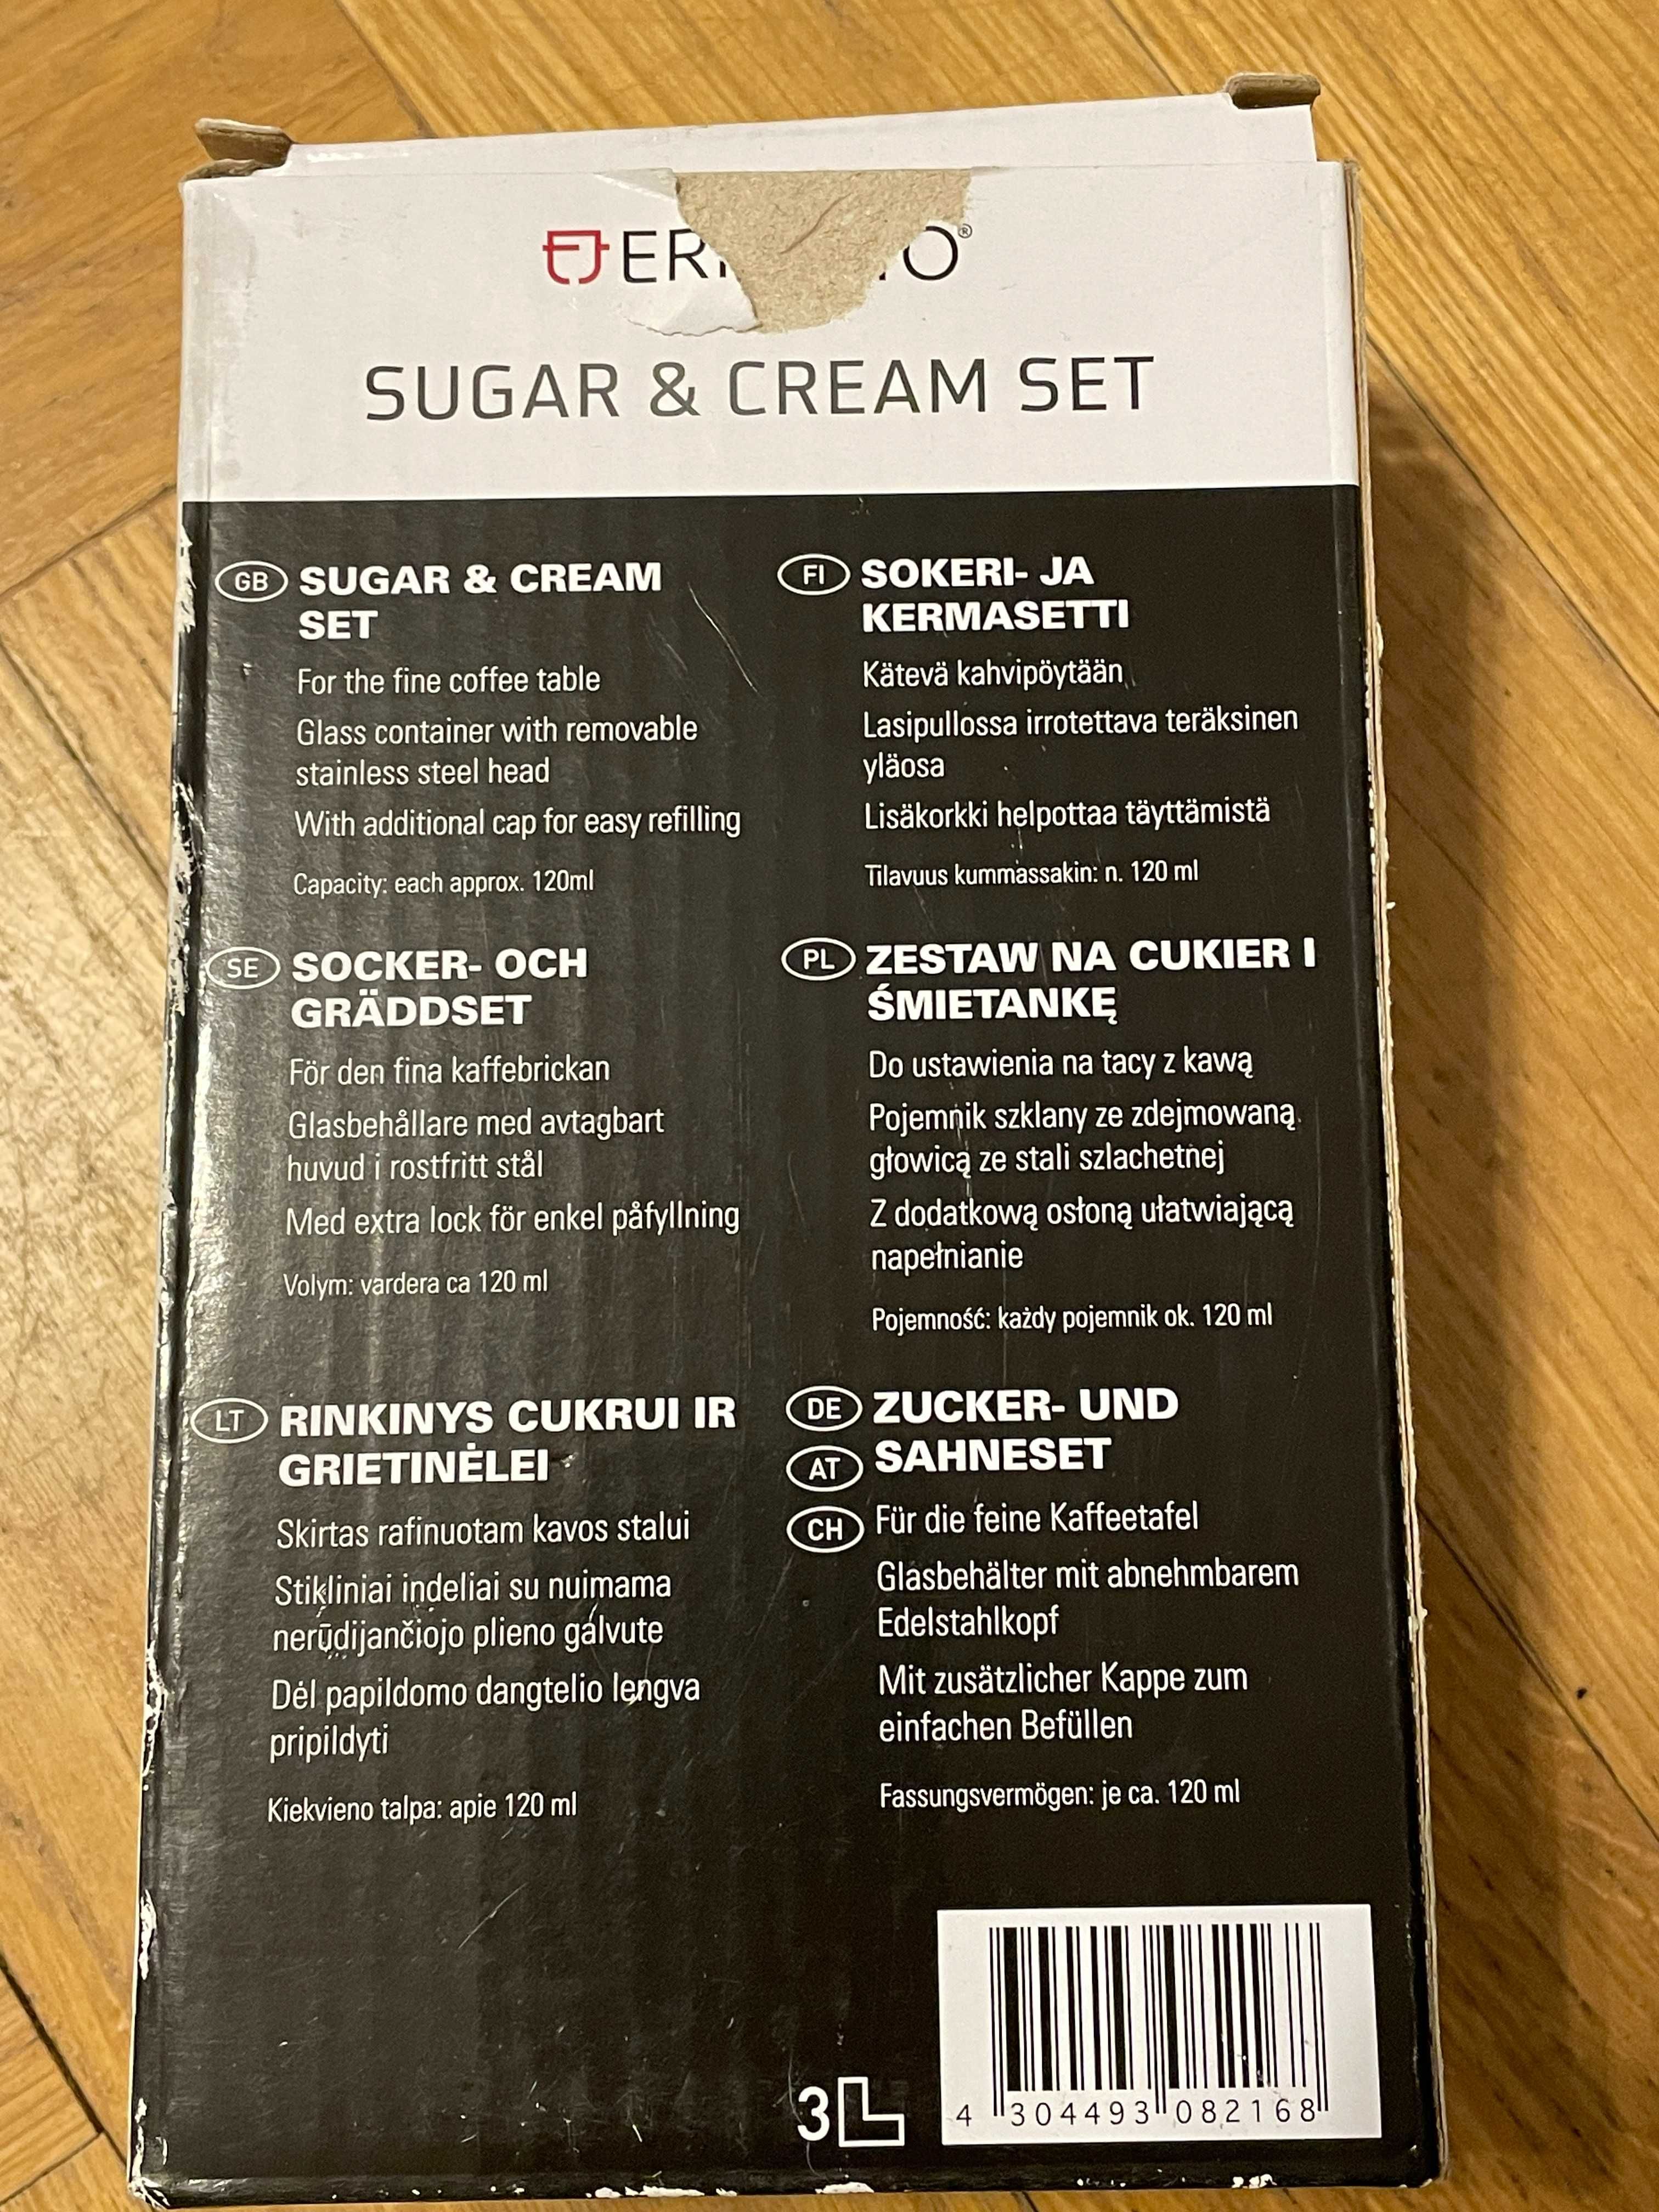 SUGAR & CREAM SET
GB SUGAR & CREAM
SET
For the fine coffee table
Glass container with removable
stainless steel head
With additional cap for easy refilling
Capacity: each approx. 120ml
FI SOKERI- JA
KERMASETTI
Kätevä kahvipöytään
Lasipullossa irrotettava teräksinen
yläosa
Lisäkorkki helpottaa täyttämistä
Tilavuus kummassakin: n. 120 ml
SE SOCKER- OCH
GRÄDDSET
För den fina kaffebrickan
Glasbehållare med avtagbart
huvud i rostfritt stål
Med extra lock för enkel påfyllning
Volym: vardera ca 120 ml
PL ZESTAW NA CUKIER I
ŚMIETANKĘ
Do ustawienia na tacy z kawą
Pojemnik szklany ze zdejmowaną
głowicą ze stali szlachetnej
Z dodatkową osłoną ułatwiającą
napełnianie
Pojemność: każdy pojemnik ok. 120 ml
LT RINKINYS CUKRUI IR
GRIETINĖLEI
Skirtas rafinuotam kavos stalui
Stikliniai indeliai su nuimama
nerūdijančiojo plieno galvute
Dėl papildomo dangtelio lengva
pripildyti
Kiekvieno talpa: apie 120 ml
DE ZUCKER- UND
AT SAHNESET
CH Für die feine Kaffeetafel
Glasbehälter mit abnehmbarem
Edelstahlkopf
Mit zusätzlicher Kappe zum
einfachen Befüllen
Fassungsvermögen: je ca. 120 ml
3L
4 304493 082168